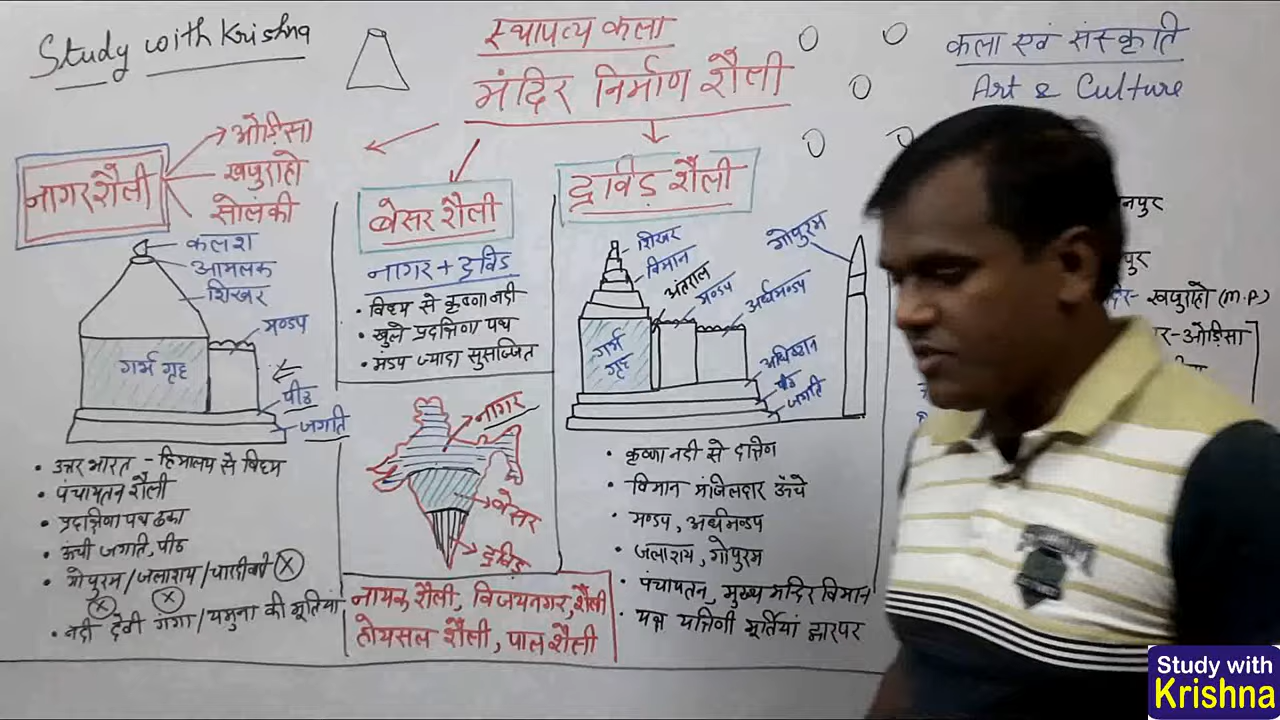 Study with Krishna
स्थापत्य कला
मंदिर निर्माण शैली
कला एवं संस्कृति
Art & Culture
नागर शैली
ओडिसा
खजुराहो
सोलंकी
कलश
आमलक
शिखर
मण्डप
गर्भ गृह
पीठ
जगति
• उत्तर भारत - हिमालय से विंध्य
• पंचायतन शैली
• प्रदक्षिणा पथ ढका
• ऊंची जगति, पीठ
• गोपुरम/जलाशय/
• नदी देवी गंगा/यमुना की मूर्तियां
बेसर शैली
नागर + द्रविड
• विंध्य से कृष्णा नदी
• खुले प्रदक्षिणा पथ
• मंडप ज्यादा सुसज्जित
नागर
बेसर
द्रविड़
नायक शैली, विजयनगर, शैली
होयसल शैली, पाल शैली
द्रविड़ शैली
शिखर
विमान
अंतराल
मण्डप
अर्धमण्डप
गोपुरम
गर्भ गृह
अधिष्ठान
पीठ
जगति
• कृष्णा नदी से दक्षिण
• विमान मंजिलदार ऊँचे
• मण्डप, अर्धमण्डप
• जलाशय, गोपुरम
• पंचायतन, मुख्य मंदिर विमान
• यक्ष यक्षिणी मूर्तियां द्वारपर
नपुर
पुर
खजुराहो (M.P)
र-ओड़िसा
Study with
Krishna